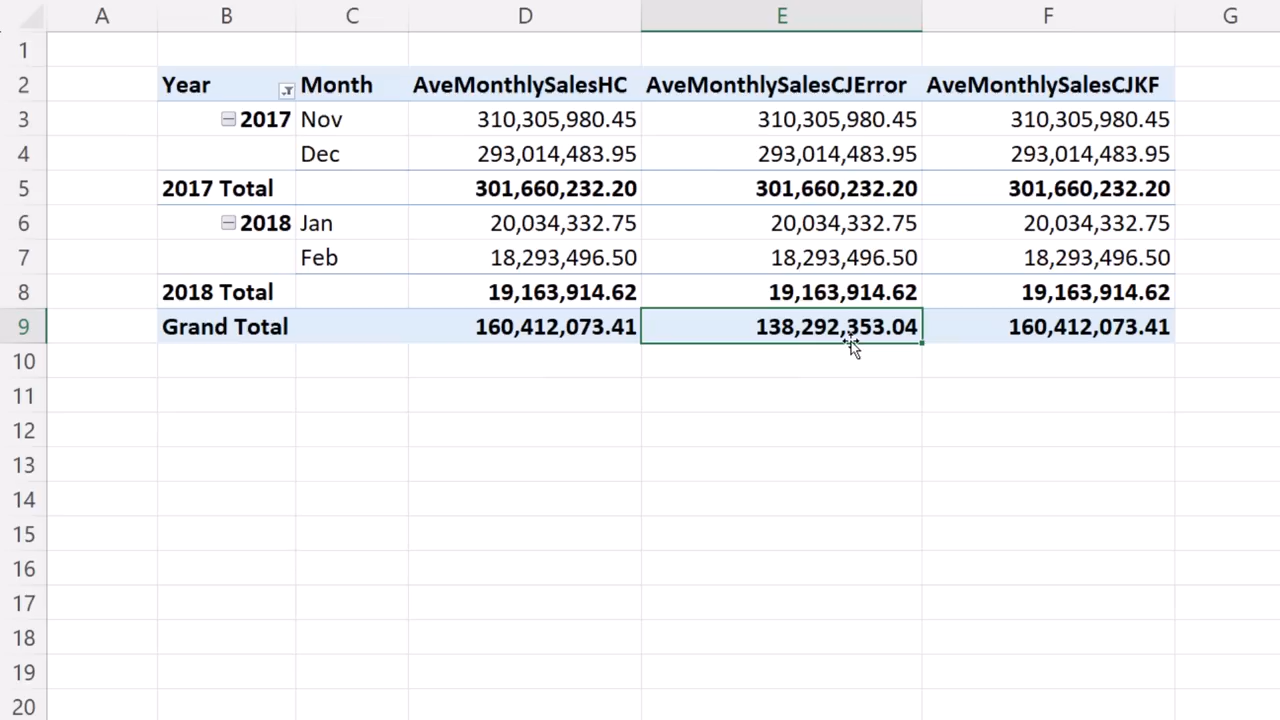 A B C D E F G
1
2 Year Month AveMonthlySalesHC AveMonthlySalesCJError AveMonthlySalesCJKF
3 2017 Nov 310,305,980.45 310,305,980.45 310,305,980.45
4 Dec 293,014,483.95 293,014,483.95 293,014,483.95
5 2017 Total 301,660,232.20 301,660,232.20 301,660,232.20
6 2018 Jan 20,034,332.75 20,034,332.75 20,034,332.75
7 Feb 18,293,496.50 18,293,496.50 18,293,496.50
8 2018 Total 19,163,914.62 19,163,914.62 19,163,914.62
9 Grand Total 160,412,073.41 138,292,353.04 160,412,073.41
10
11
12
13
14
15
16
17
18
19
20